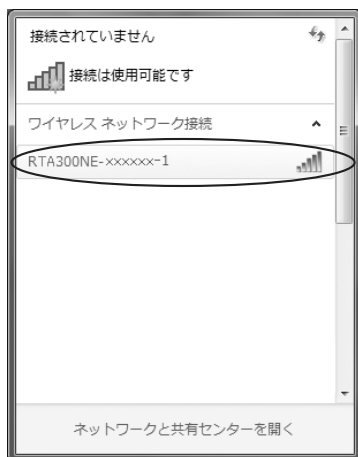 接続されていません
接続は使用可能です
ワイヤレス ネットワーク接続
RTA300NE-××××××-1
ネットワークと共有センターを開く